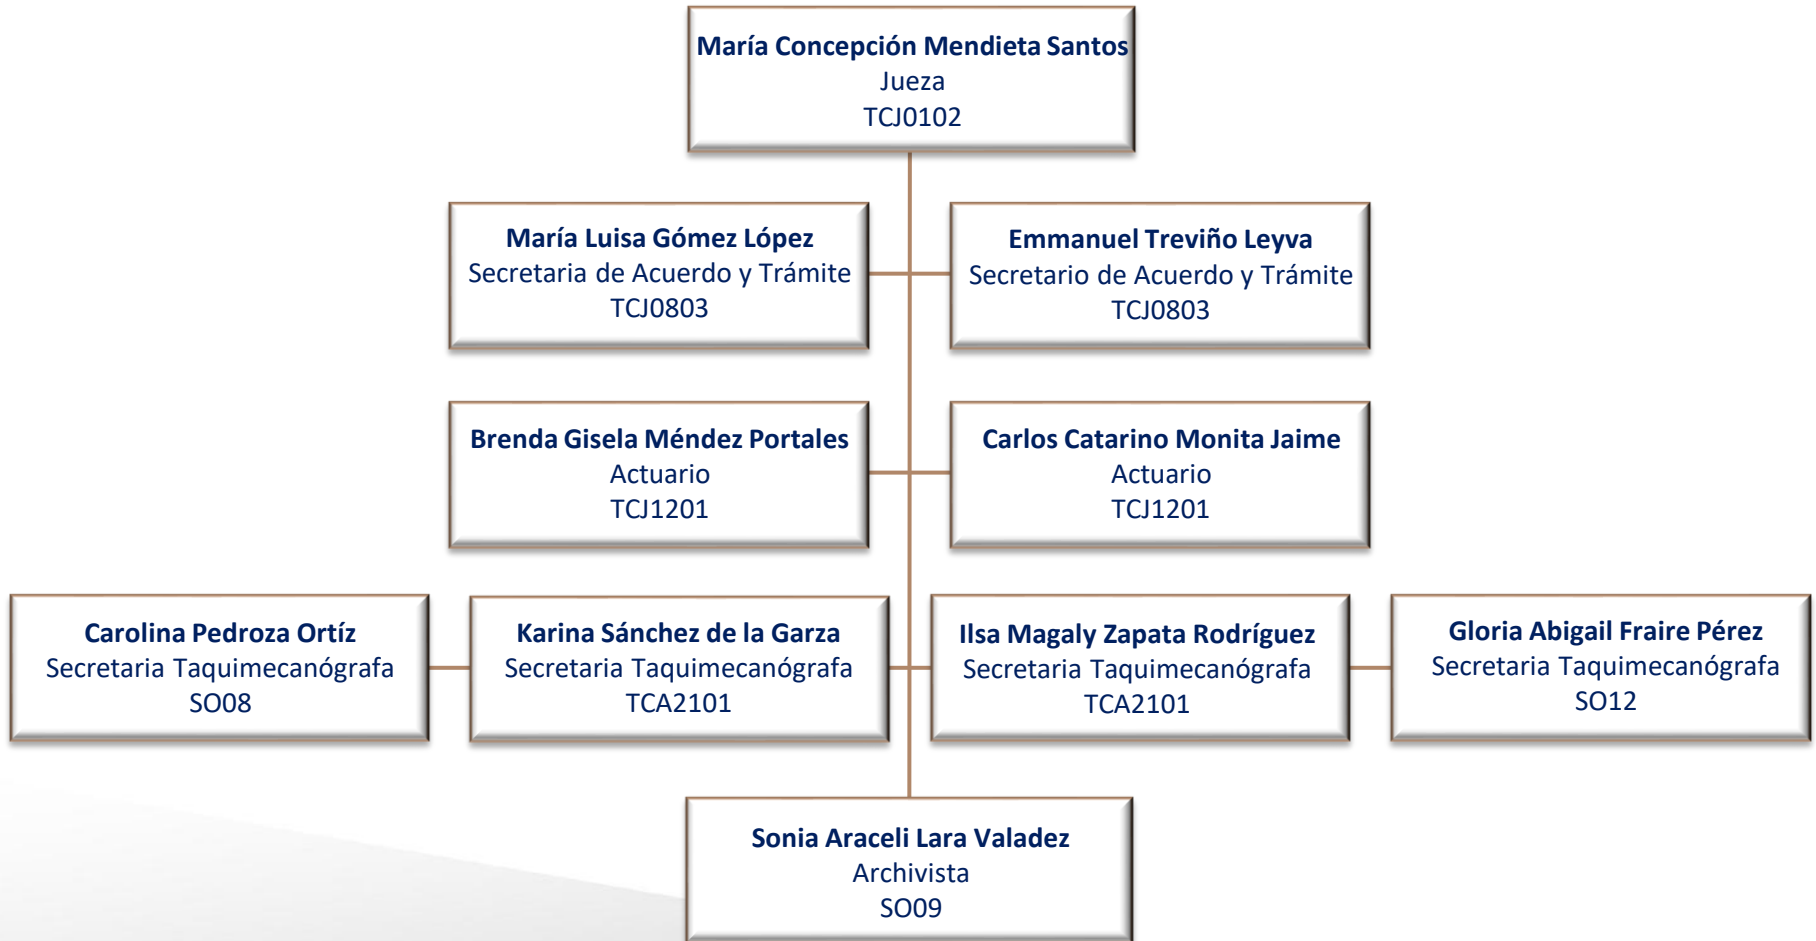 María Concepción Mendieta Santos
Jueza
TCJ0102
María Luisa Gómez López
Secretaria de Acuerdo y Trámite
TCJ0803
Emmanuel Treviño Leyva
Secretario de Acuerdo y Trámite
TCJ0803
Brenda Gisela Méndez Portales
Actuario
TCJ1201
Carlos Catarino Monita Jaime
Actuario
TCJ1201
Carolina Pedroza Ortíz
Secretaria Taquimecanógrafa
SO08
Karina Sánchez de la Garza
Secretaria Taquimecanógrafa
TCA2101
Ilsa Magaly Zapata Rodríguez
Secretaria Taquimecanógrafa
TCA2101
Gloria Abigail Fraire Pérez
Secretaria Taquimecanógrafa
SO12
Sonia Araceli Lara Valadez
Archivista
SO09